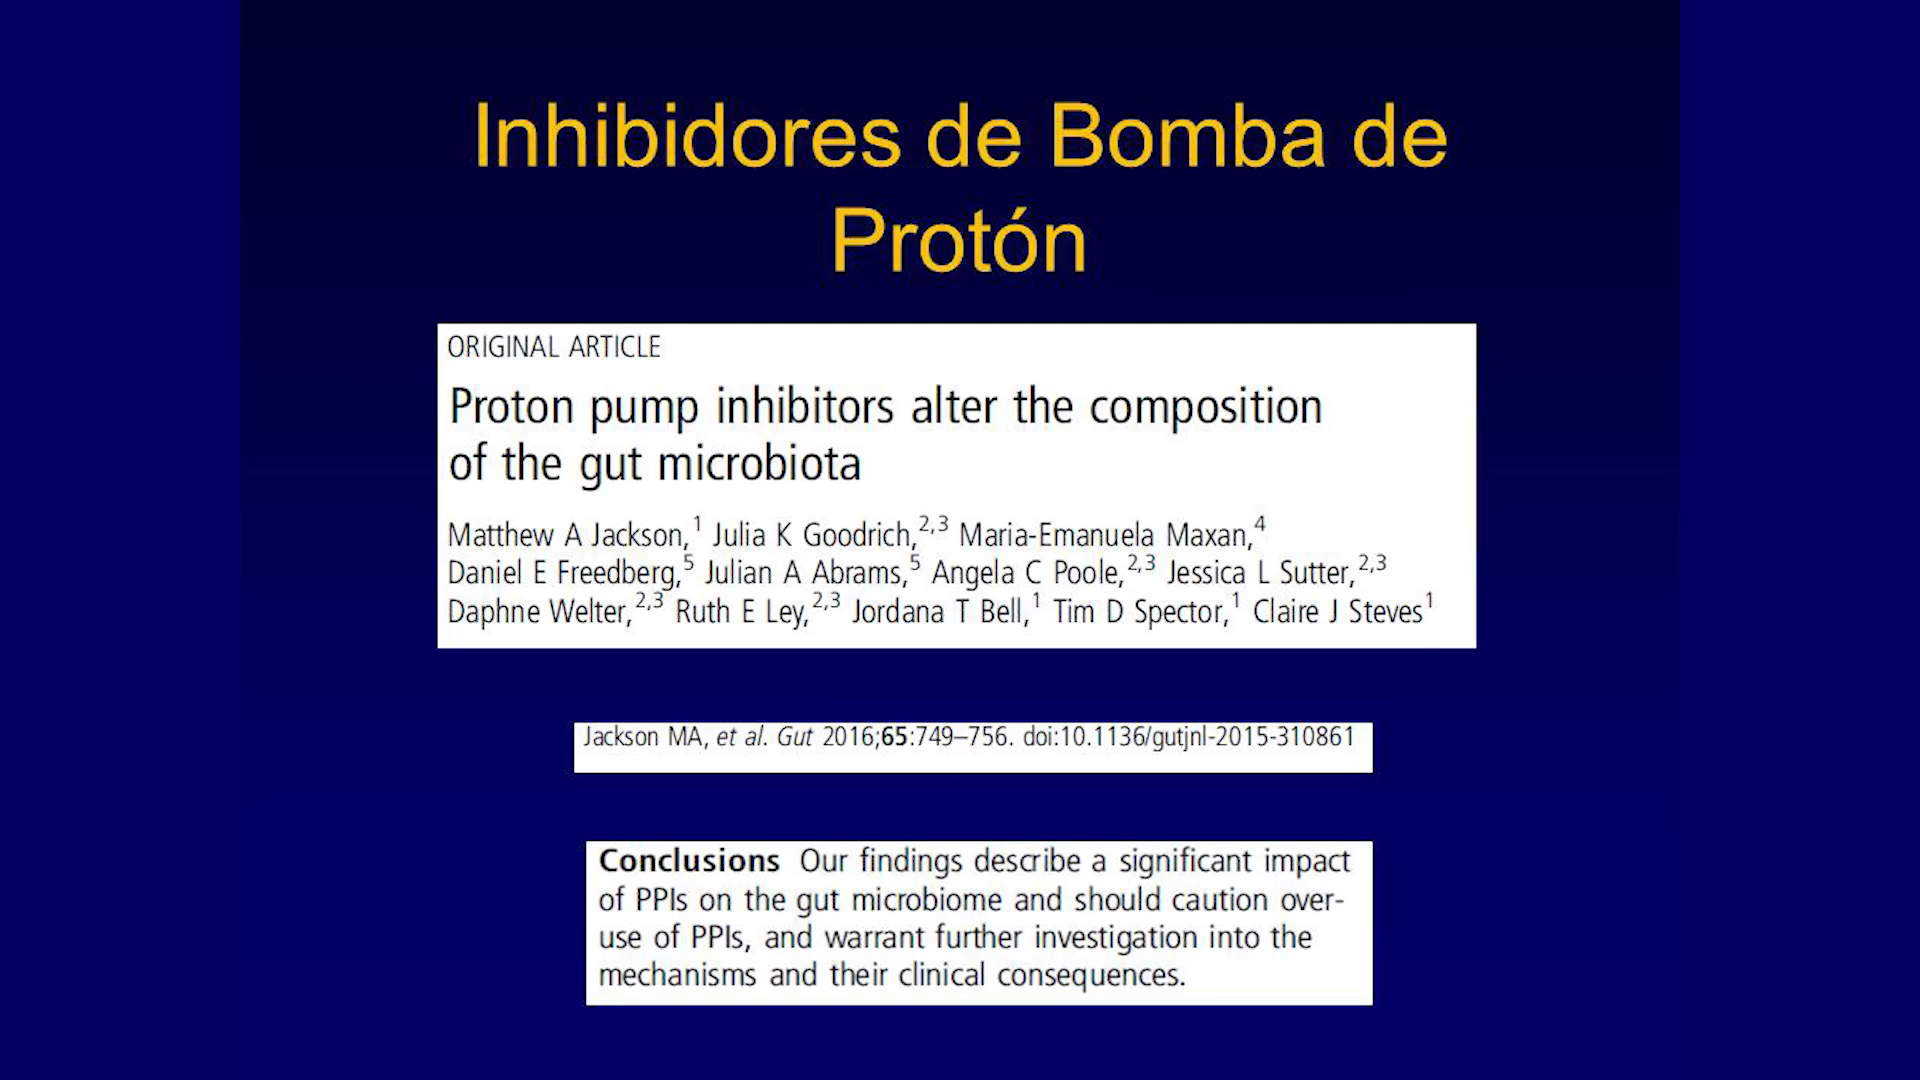 Inhibidores de Bomba de
Protón
ORIGINAL ARTICLE
Proton pump inhibitors alter the composition
of the gut microbiota
Matthew A Jackson,1 Julia K Goodrich,2,3 Maria-Emanuela Maxan,4
Daniel E Freedberg,5 Julian A Abrams,5 Angela C Poole,2,3 Jessica L Sutter,2,3
Daphne Welter,2,3 Ruth E Ley,2,3 Jordana T Bell,1 Tim D Spector,1 Claire J Steves1
Jackson MA, et al. Gut 2016;65:749–756. doi:10.1136/gutjnl-2015-310861
Conclusions Our findings describe a significant impact
of PPIs on the gut microbiome and should caution over-
use of PPIs, and warrant further investigation into the
mechanisms and their clinical consequences.